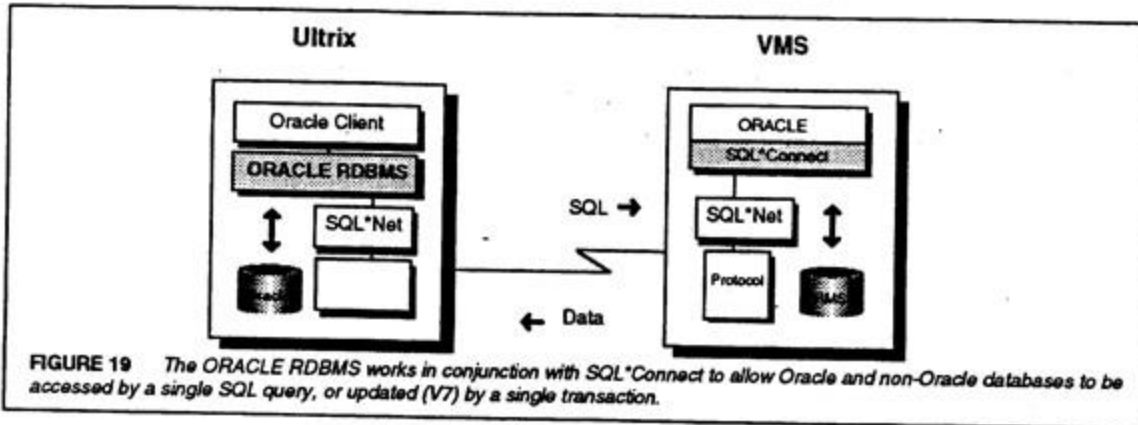 Ultrix
VMS
Oracle Client
ORACLE RDBMS
SQL*Net
SQL →
← Data
ORACLE
SQL*Connect
SQL*Net
Protocol
RMS
FIGURE 19 The ORACLE RDBMS works in conjunction with SQL*Connect to allow Oracle and non-Oracle databases to be
accessed by a single SQL query, or updated (V7) by a single transaction.